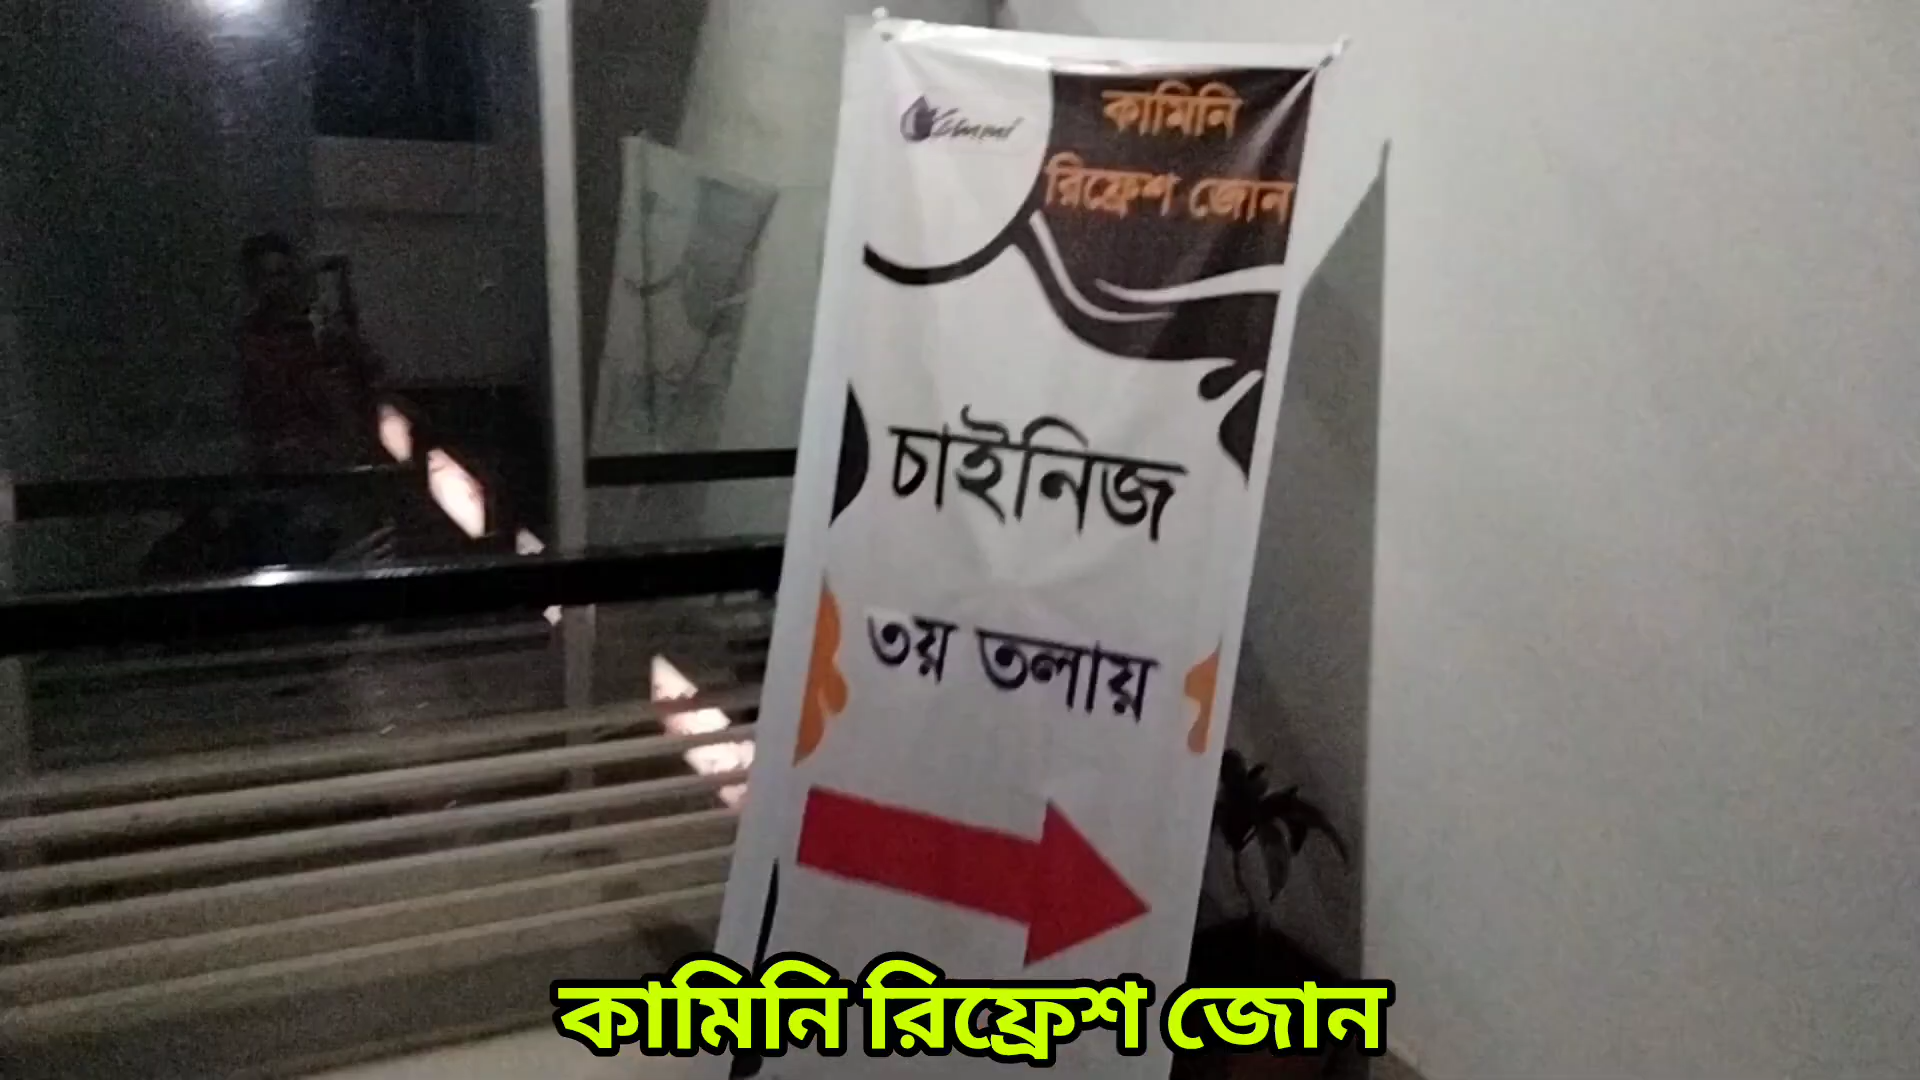 কামিনি
রিফ্রেশ জোন
চাইনিজ
৩য় তলায়
কামিনি রিফ্রেশ জোন